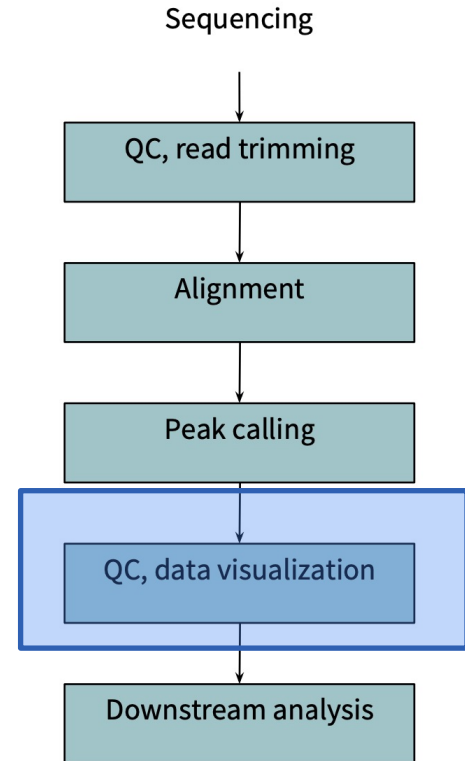 Sequencing
QC, read trimming
Alignment
Peak calling
QC, data visualization
Downstream analysis